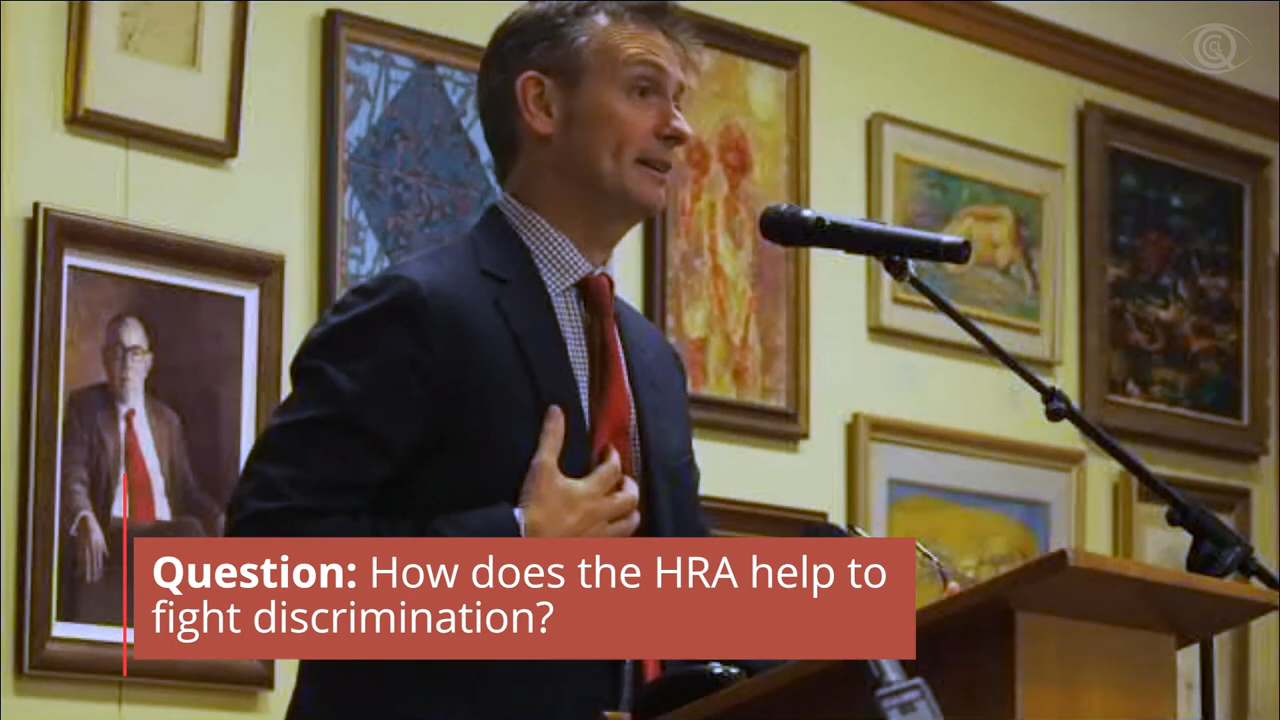 Question: How does the HRA help to
fight discrimination?